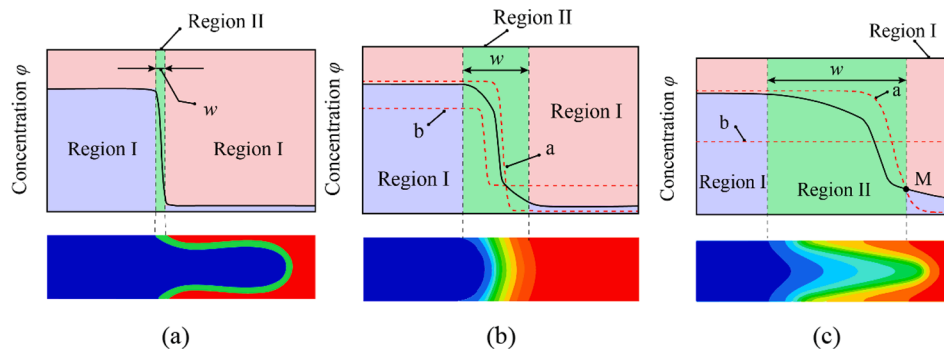 Region II
Concentration φ
w
Region I
Region I
(a)
Region II
Concentration φ
w
Region I
b
Region I
a
(b)
Region I
Concentration φ
w
a
b
Region I
Region II
M
(c)